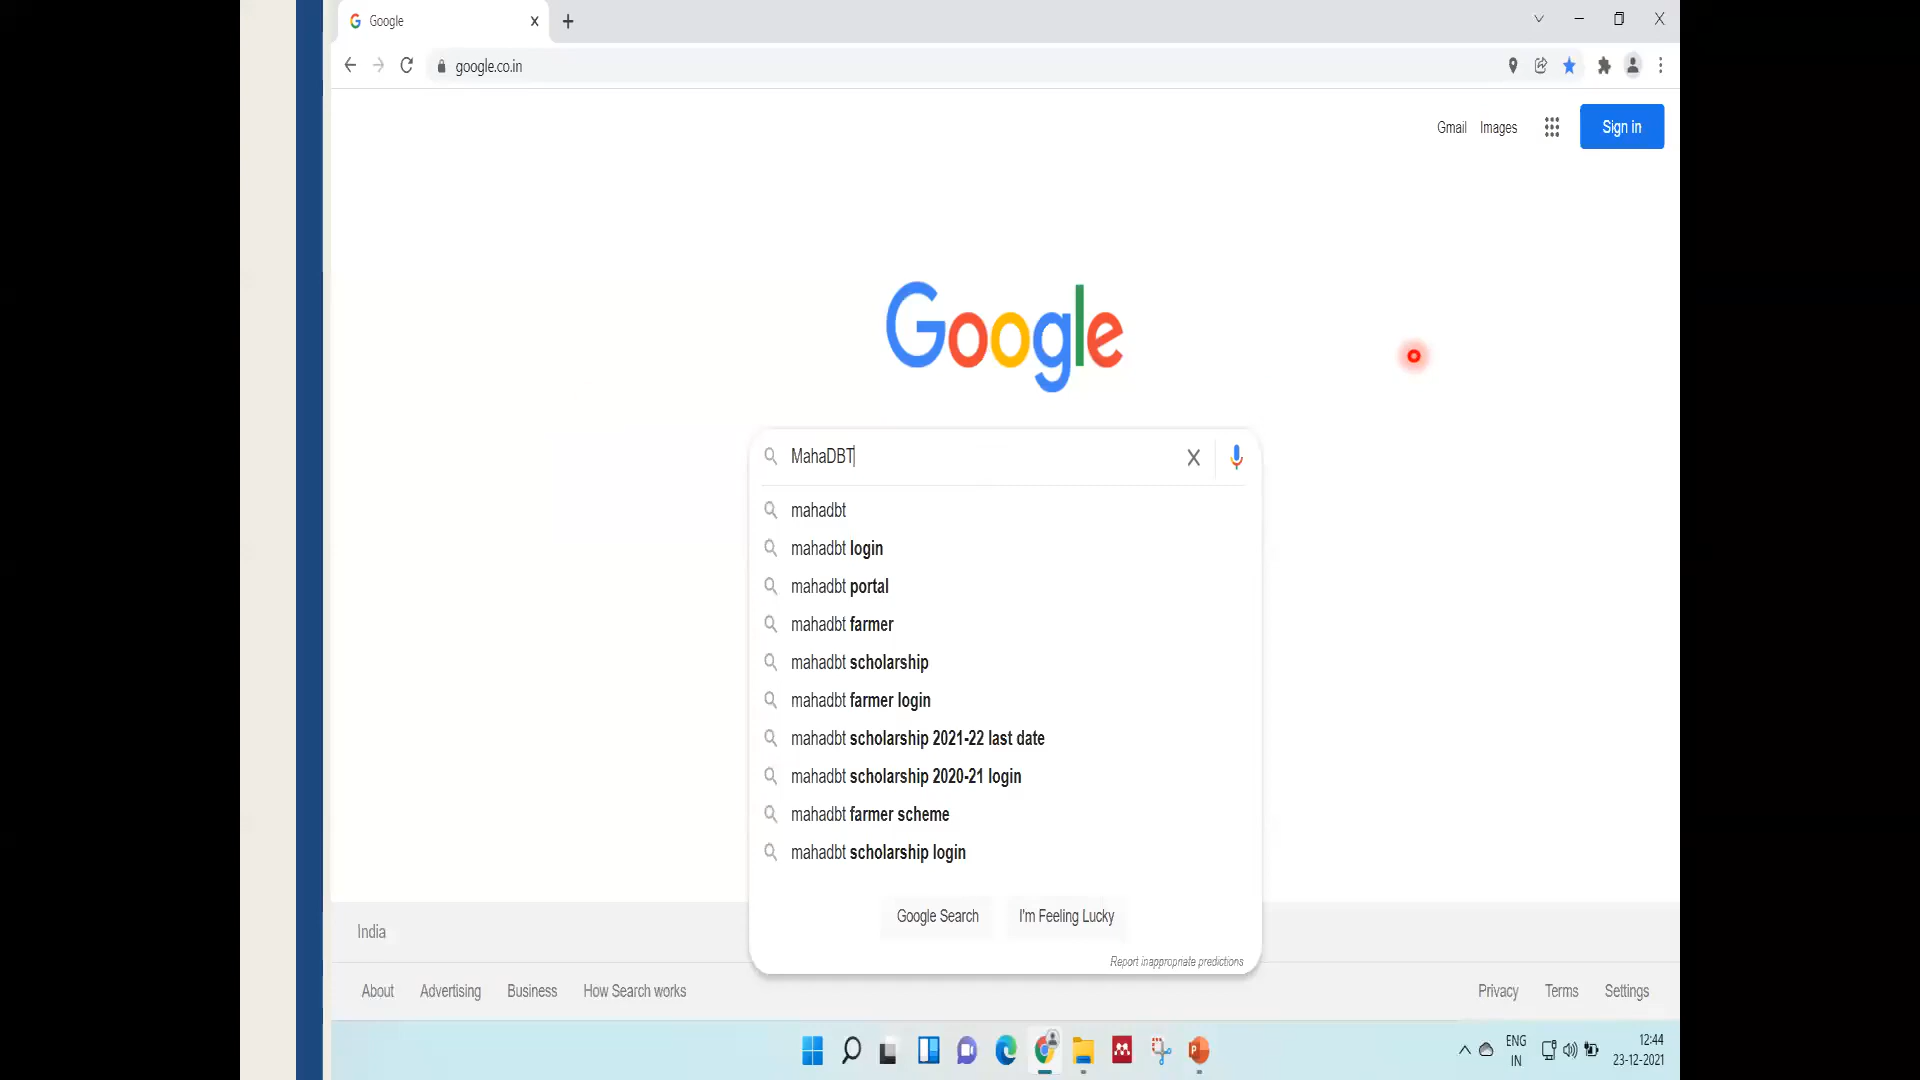 Google
google.co.in
Gmail Images
Sign in
Google
MahaDBT
mahadbt
mahadbt login
mahadbt portal
mahadbt farmer
mahadbt scholarship
mahadbt farmer login
mahadbt scholarship 2021-22 last date
mahadbt scholarship 2020-21 login
mahadbt farmer scheme
mahadbt scholarship login
Google Search I'm Feeling Lucky
Report inappropriate predictions
India
About Advertising Business How Search works Privacy Terms Settings
ENG
IN
12:44
23-12-2021